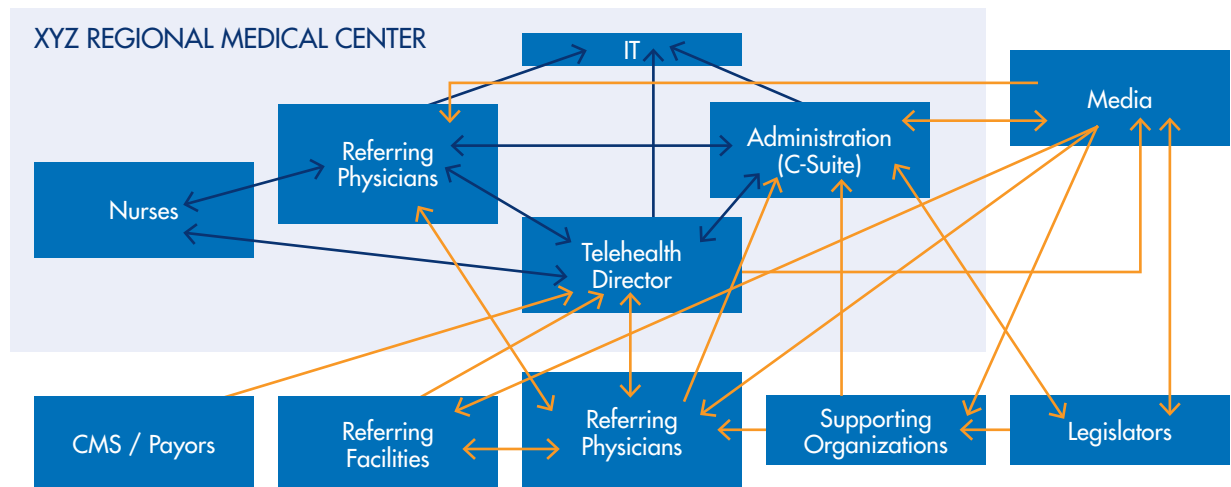 XYZ REGIONAL MEDICAL CENTER
IT
Media
Referring
Physicians
Administration
(C-Suite)
Nurses
Telehealth
Director
CMS / Payors
Referring
Facilities
Referring
Physicians
Supporting
Organizations
Legislators